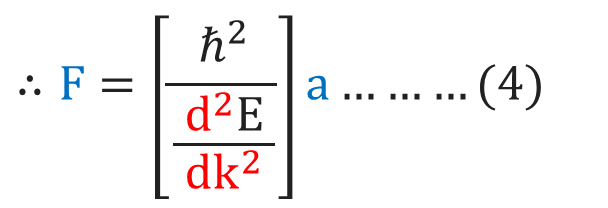 ∴ F = [ħ² / (d²E / dk²)] a … … … (4)